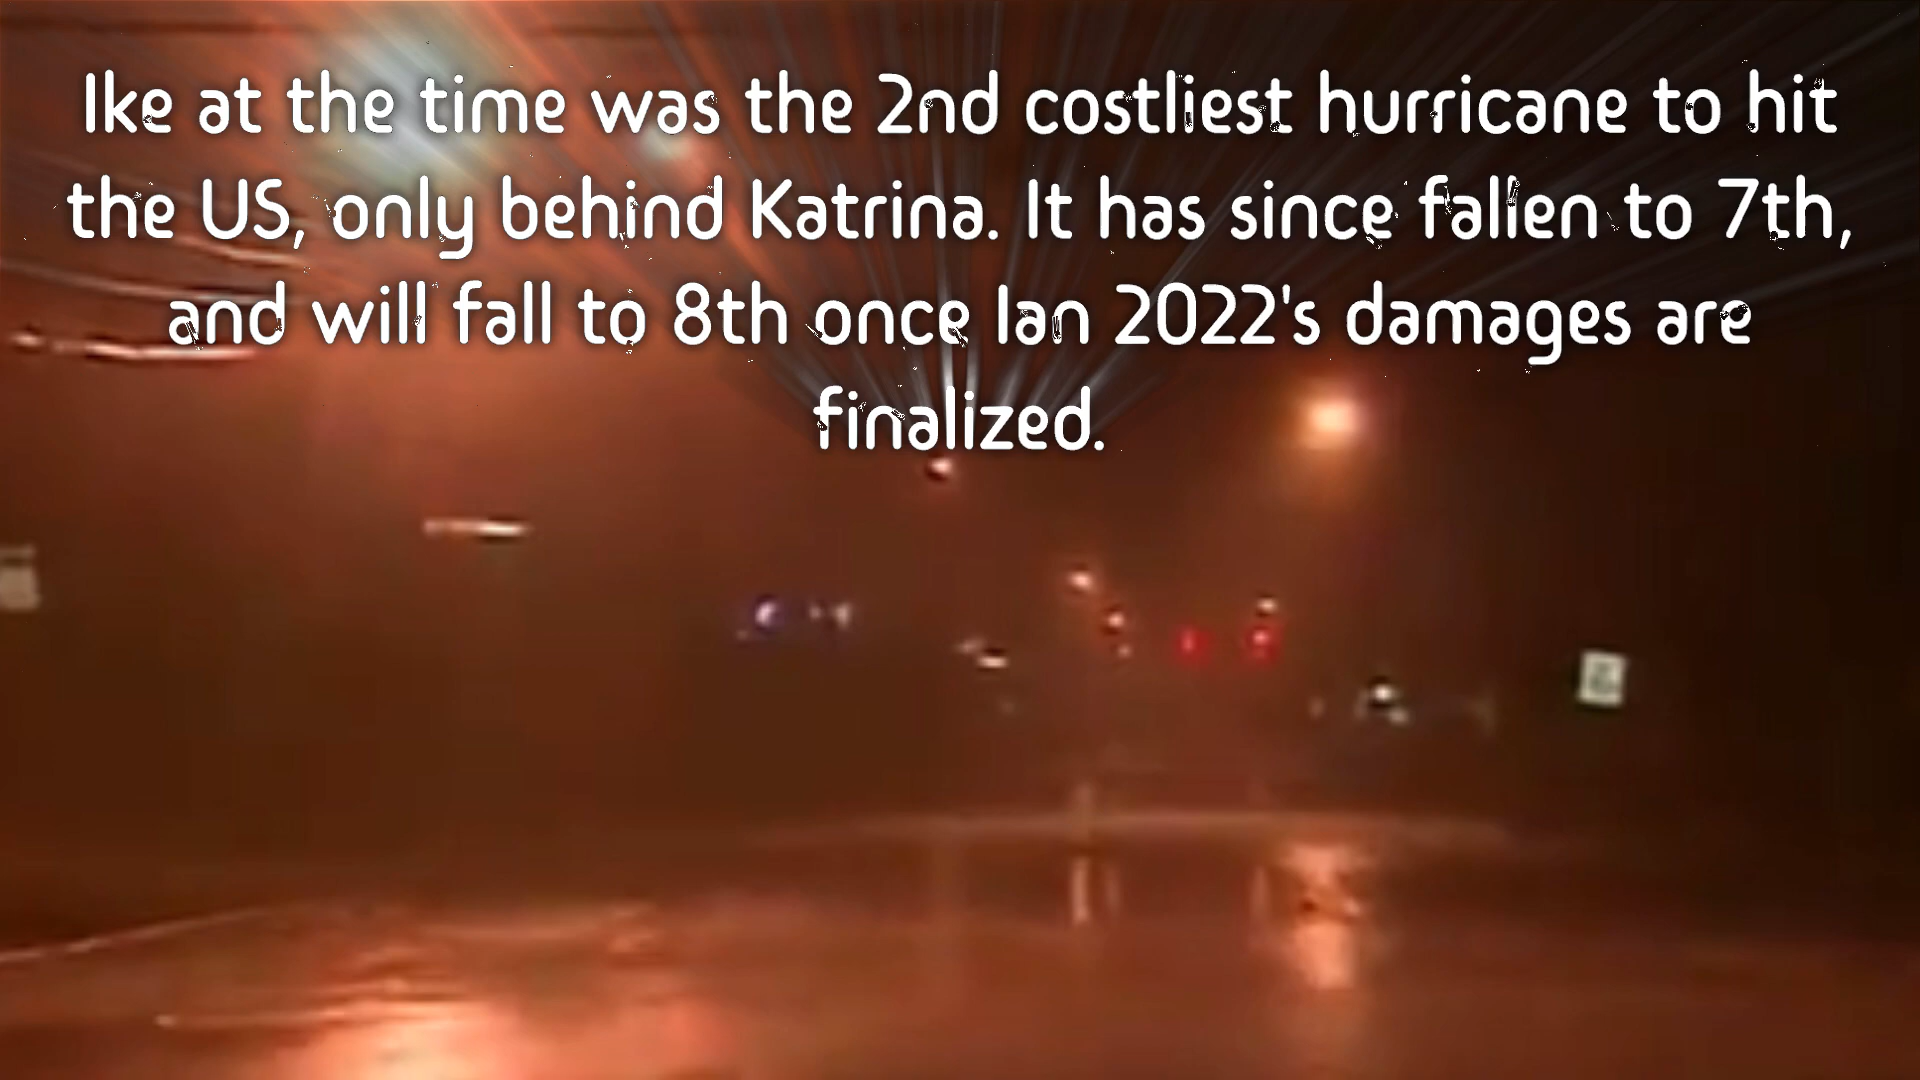 Ike at the time was the 2nd costliest hurricane to hit
the US, only behind Katrina. It has since fallen to 7th,
and will fall to 8th once Ian 2022's damages are
finalized.